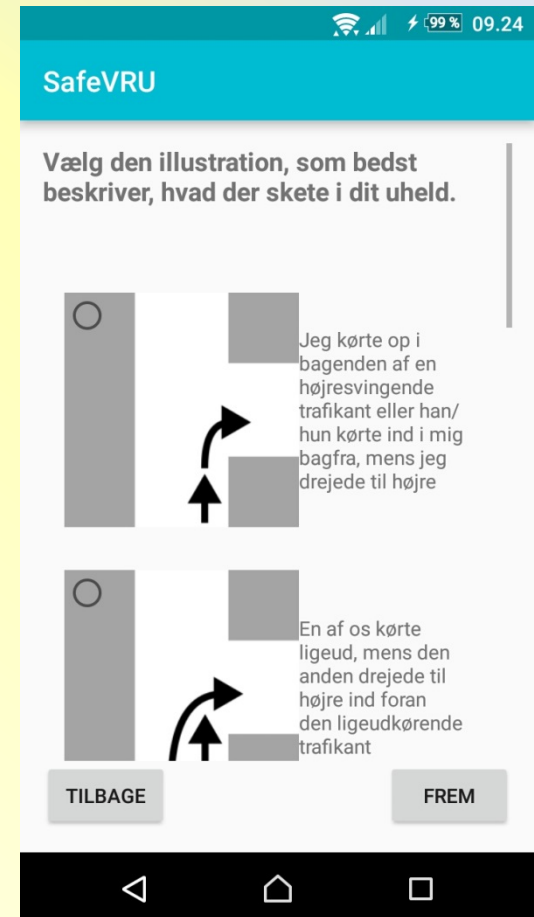 99 % 09.24
SafeVRU
Vælg den illustration, som bedst
beskriver, hvad der skete i dit uheld.
Jeg kørte op i
bagenden af en
højresvingende
trafikant eller han/
hun kørte ind i mig
bagfra, mens jeg
drejede til højre
En af os kørte
ligeud, mens den
anden drejede til
højre ind foran
den ligeudkørende
trafikant
TILBAGE FREM